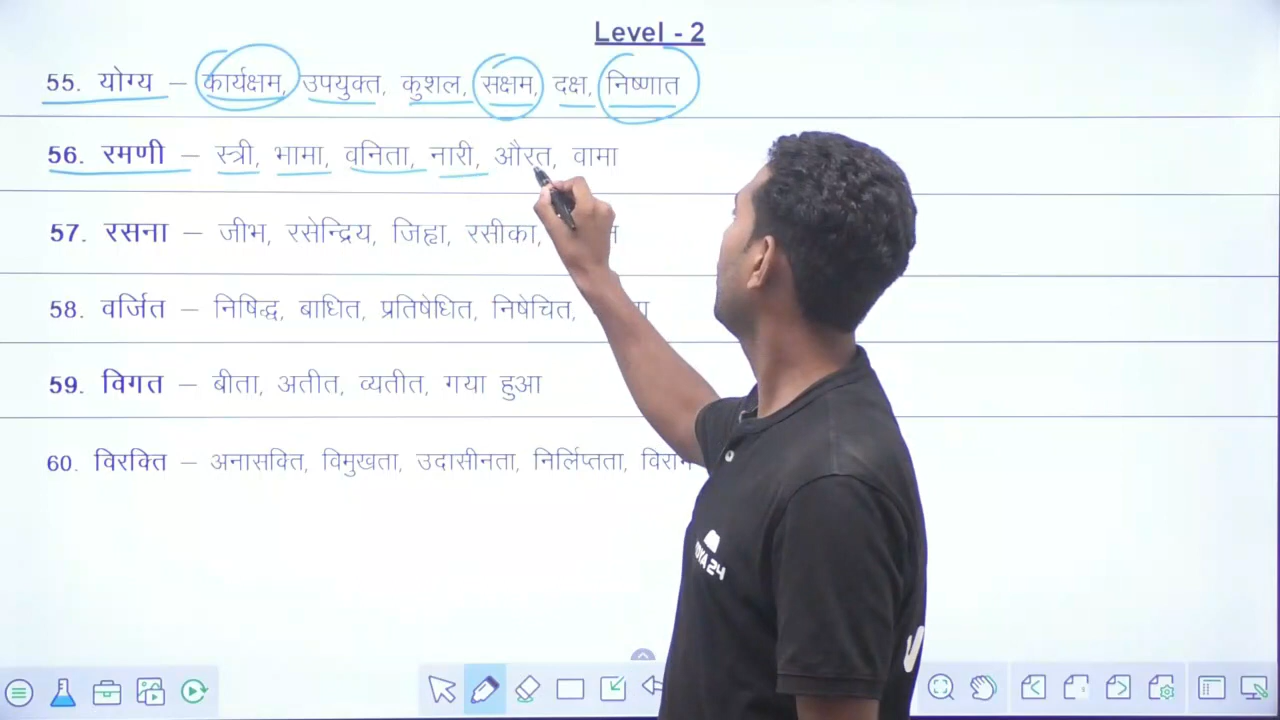 Level - 2
55. योग्य – कार्यक्षम, उपयुक्त, कुशल, सक्षम, दक्ष, निष्णात
56. रमणी – स्त्री, भामा, वनिता, नारी, औरत, वामा
57. रसना – जीभ, रसेन्द्रिय, जिह्वा, रसीका,
58. वर्जित – निषिद्ध, बाधित, प्रतिषेधित, निषेचित,
59. विगत – बीता, अतीत, व्यतीत, गया हुआ
60. विरक्ति – अनासक्ति, विमुखता, उदासीनता, निर्लिप्तता,
24